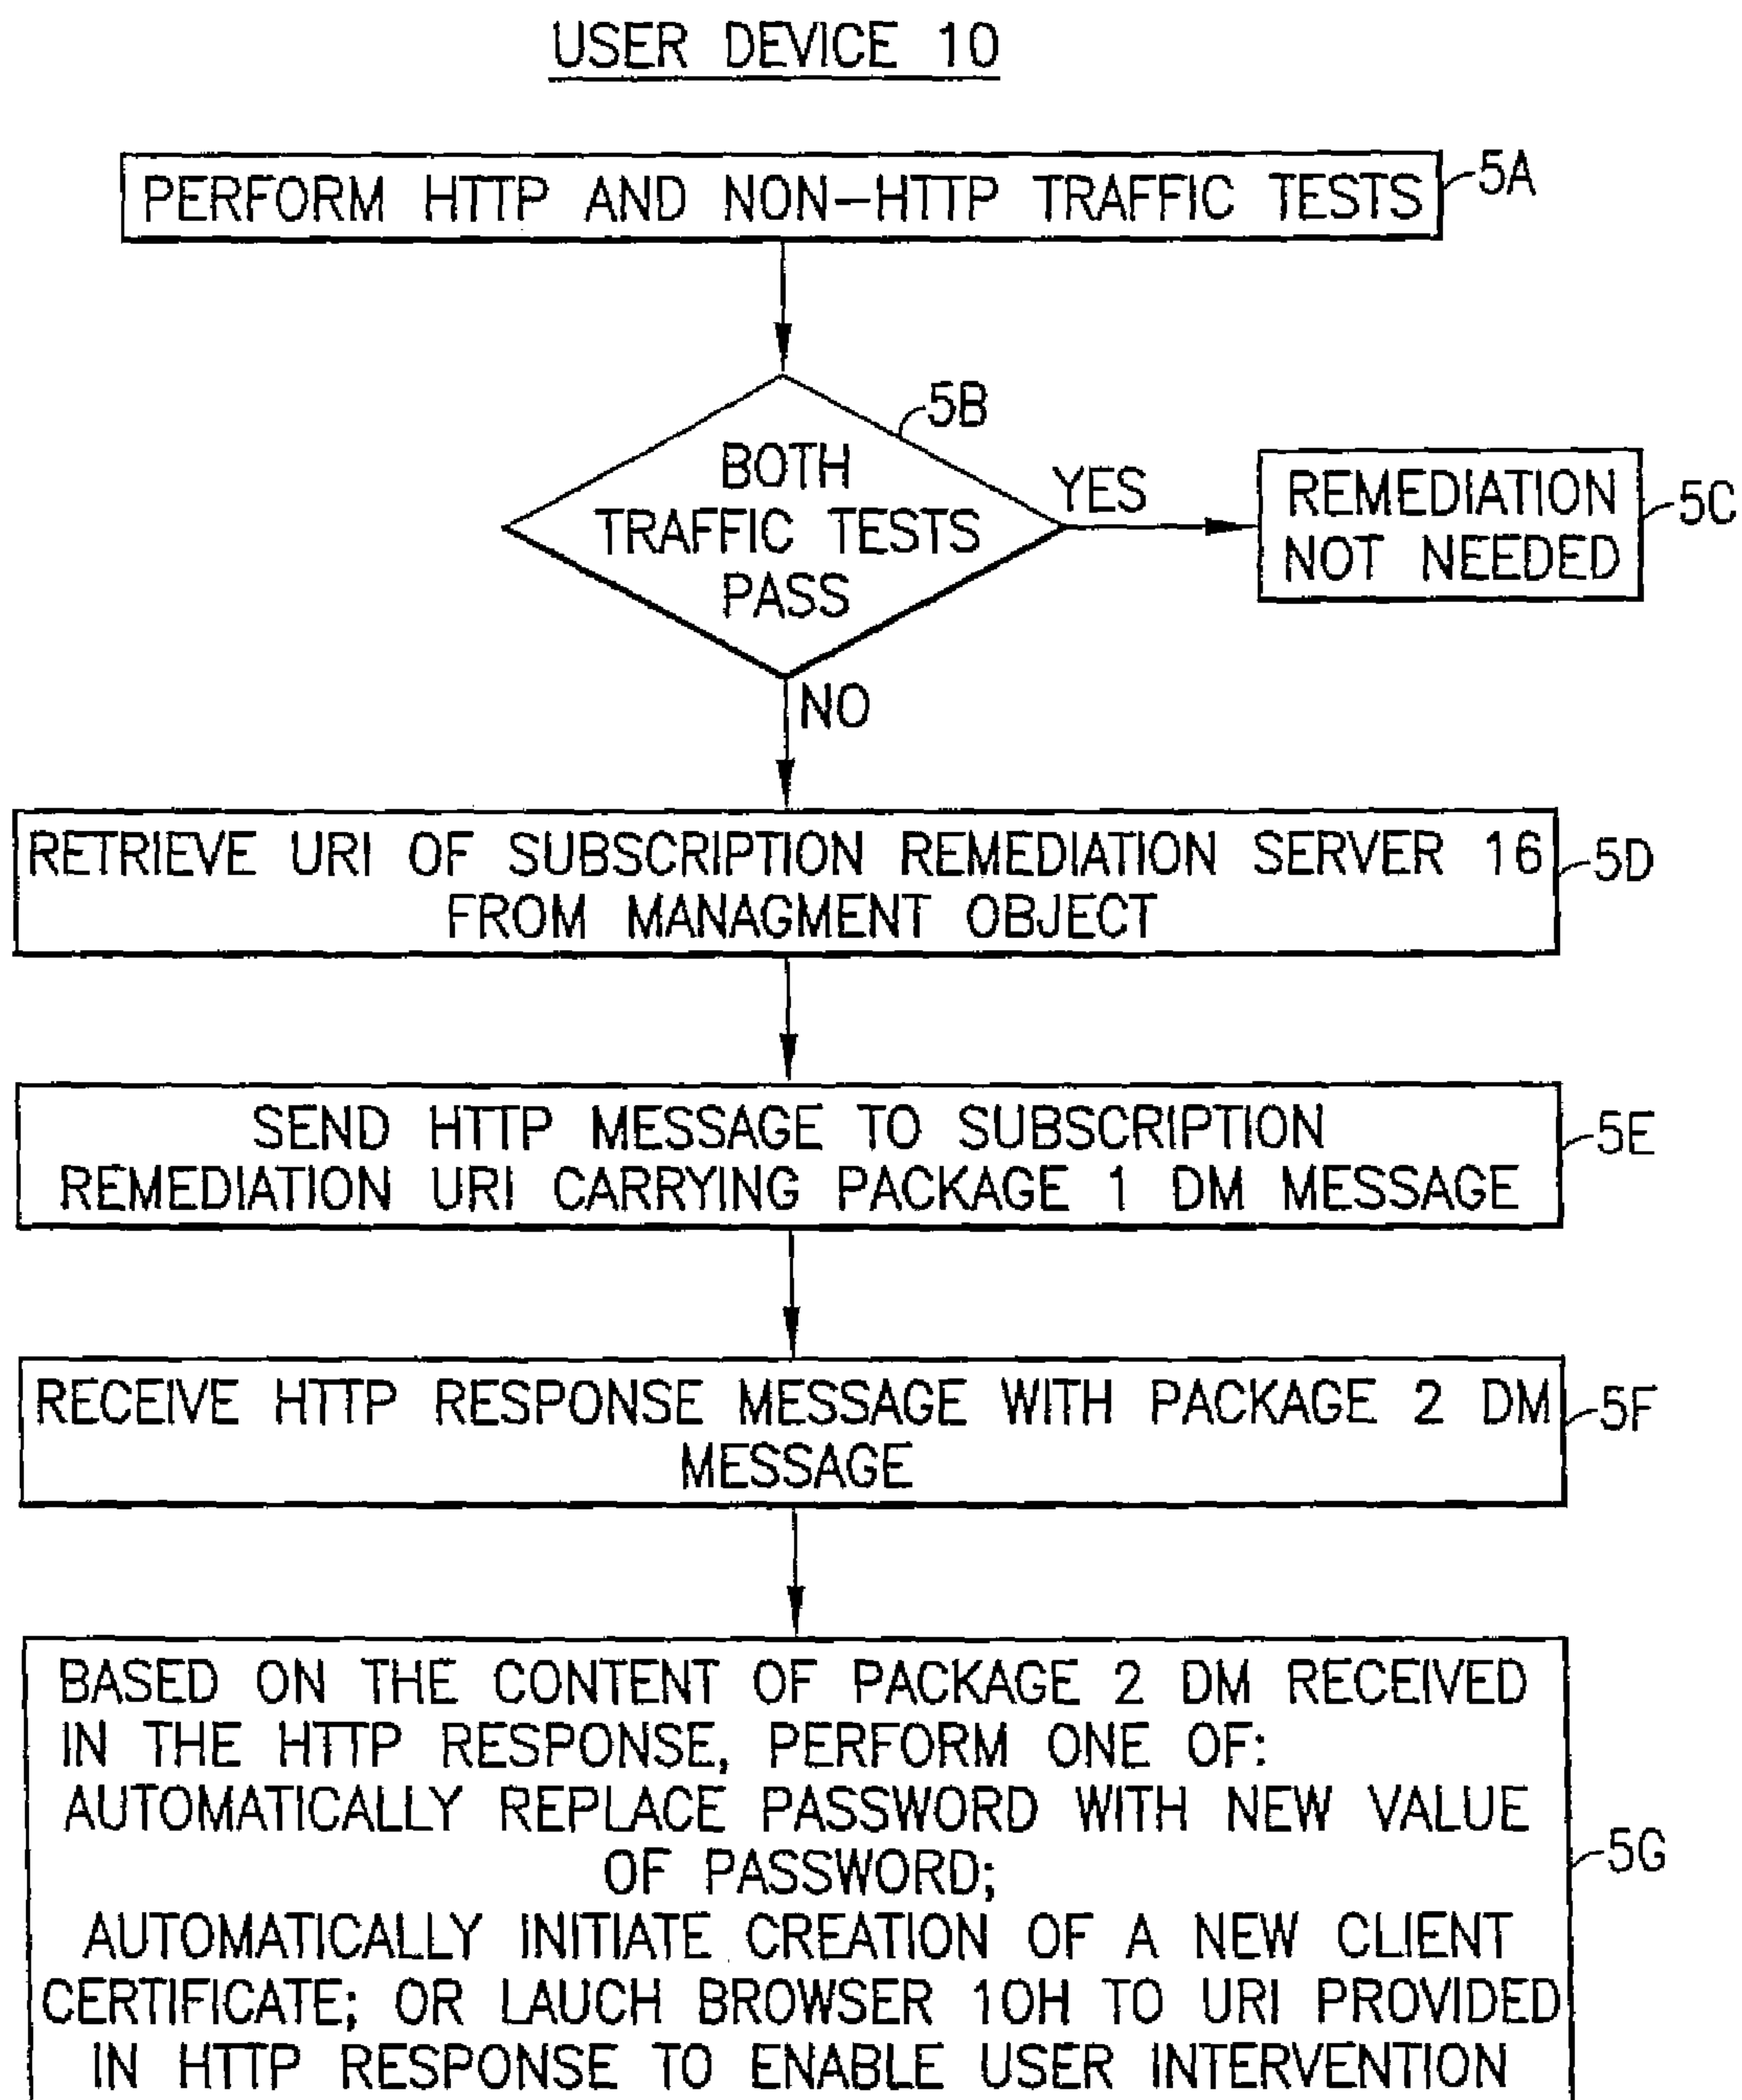 USER DEVICE 10
PERFORM HTTP AND NON-HTTP TRAFFIC TESTS
5A
5B
BOTH
TRAFFIC TESTS
PASS
YES
REMEDIATION
NOT NEEDED
5C
NO
RETRIEVE URI OF SUBSCRIPTION REMEDIATION SERVER 16
FROM MANAGMENT OBJECT
5D
SEND HTTP MESSAGE TO SUBSCRIPTION
REMEDIATION URI CARRYING PACKAGE 1 DM MESSAGE
5E
RECEIVE HTTP RESPONSE MESSAGE WITH PACKAGE 2 DM
MESSAGE
5F
BASED ON THE CONTENT OF PACKAGE 2 DM RECEIVED
IN THE HTTP RESPONSE, PERFORM ONE OF:
AUTOMATICALLY REPLACE PASSWORD WITH NEW VALUE
OF PASSWORD;
AUTOMATICALLY INITIATE CREATION OF A NEW CLIENT
CERTIFICATE; OR LAUCH BROWSER 10H TO URI PROVIDED
IN HTTP RESPONSE TO ENABLE USER INTERVENTION
5G